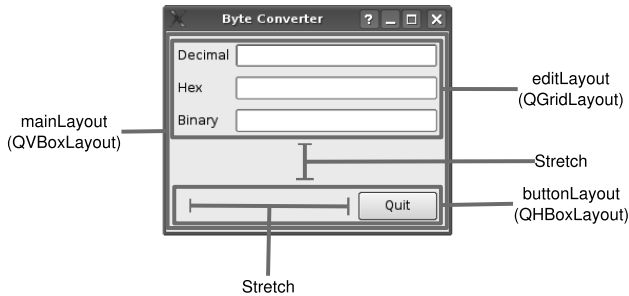 Byte Converter
?
Decimal
Hex
Binary
editLayout
(QGridLayout)
mainLayout
(QVBoxLayout)
Stretch
buttonLayout
(QHBoxLayout)
Quit
Stretch